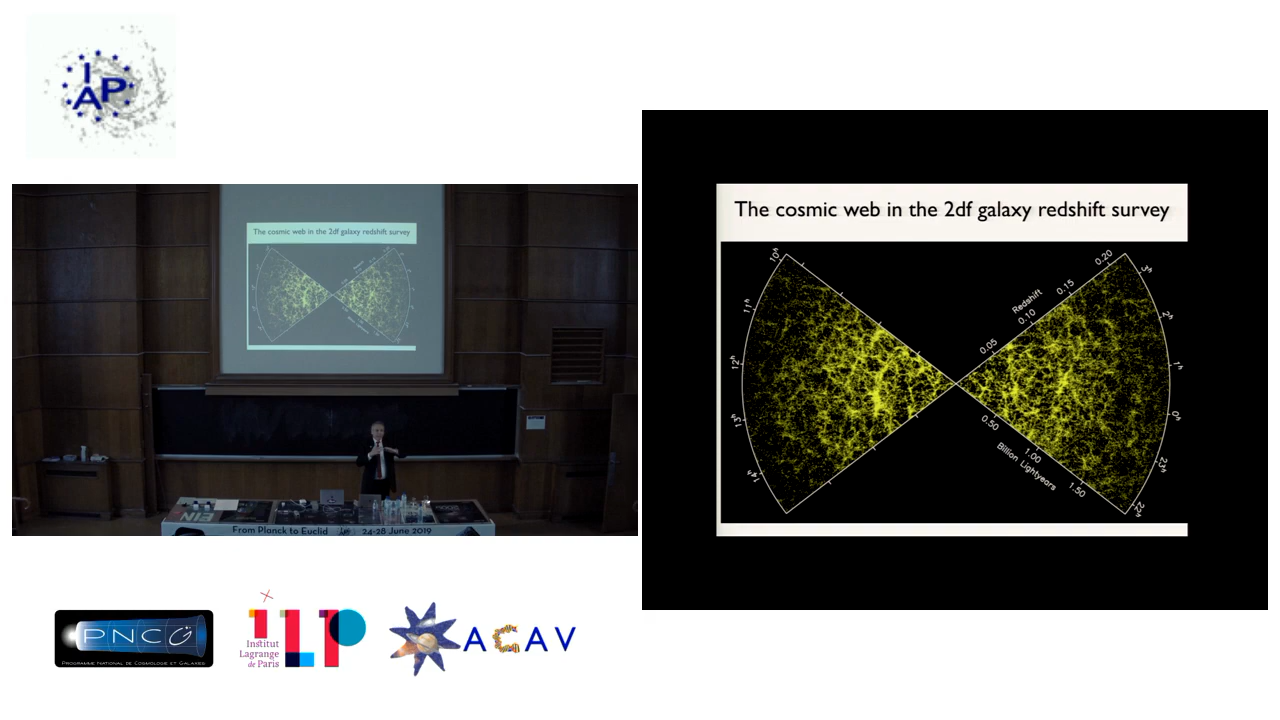 IAP
The cosmic web in the 2df galaxy redshift survey
From Planck to Euclid 24-28 June 2019
The cosmic web in the 2df galaxy redshift survey
10h
11h
12h
13h
14h
Redshift
0.05
0.10
0.15
0.20
3h
2h
1h
0h
23h
22h
0.50
1.00
1.50
Billion Lightyears
PNCG
PROGRAMME NATIONAL DE COSMOLOGIE ET GALAXIES
ILP
Institut
Lagrange
de Paris
ACAV